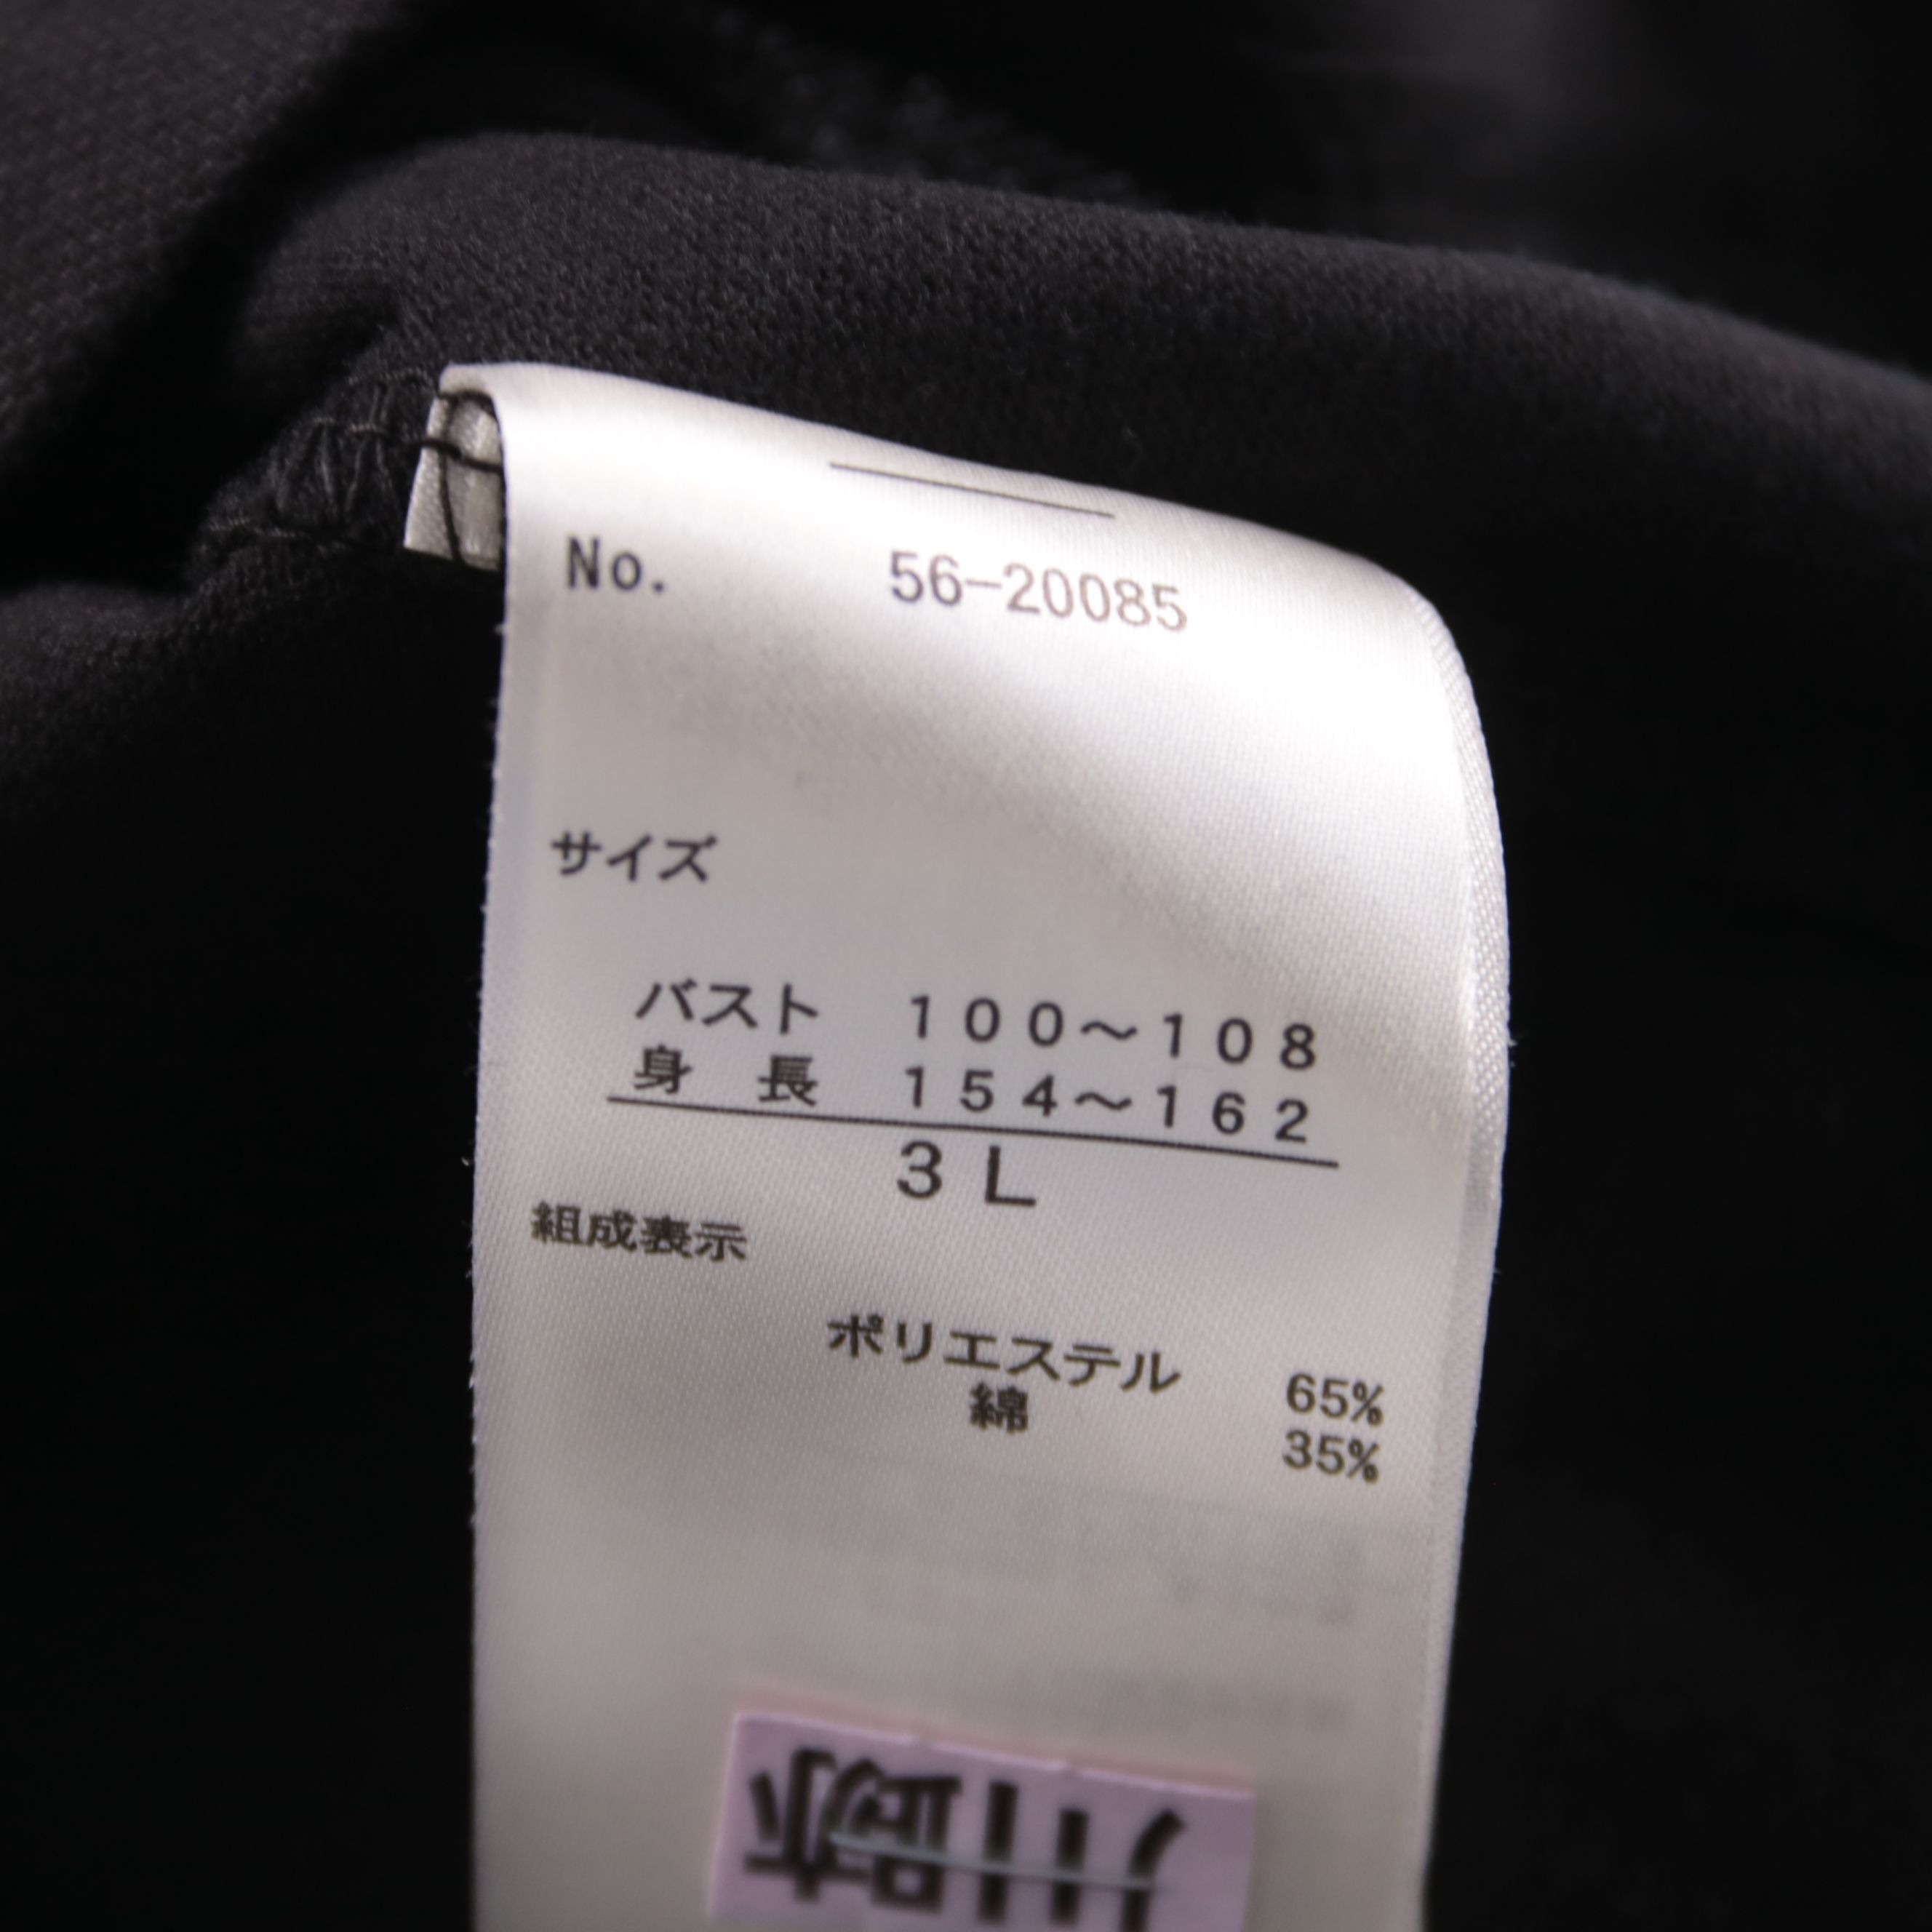 No. 56-20085
サイズ
バスト 100～108
身長 154～162
3L
組成表示
ポリエステル 65%
綿 35%